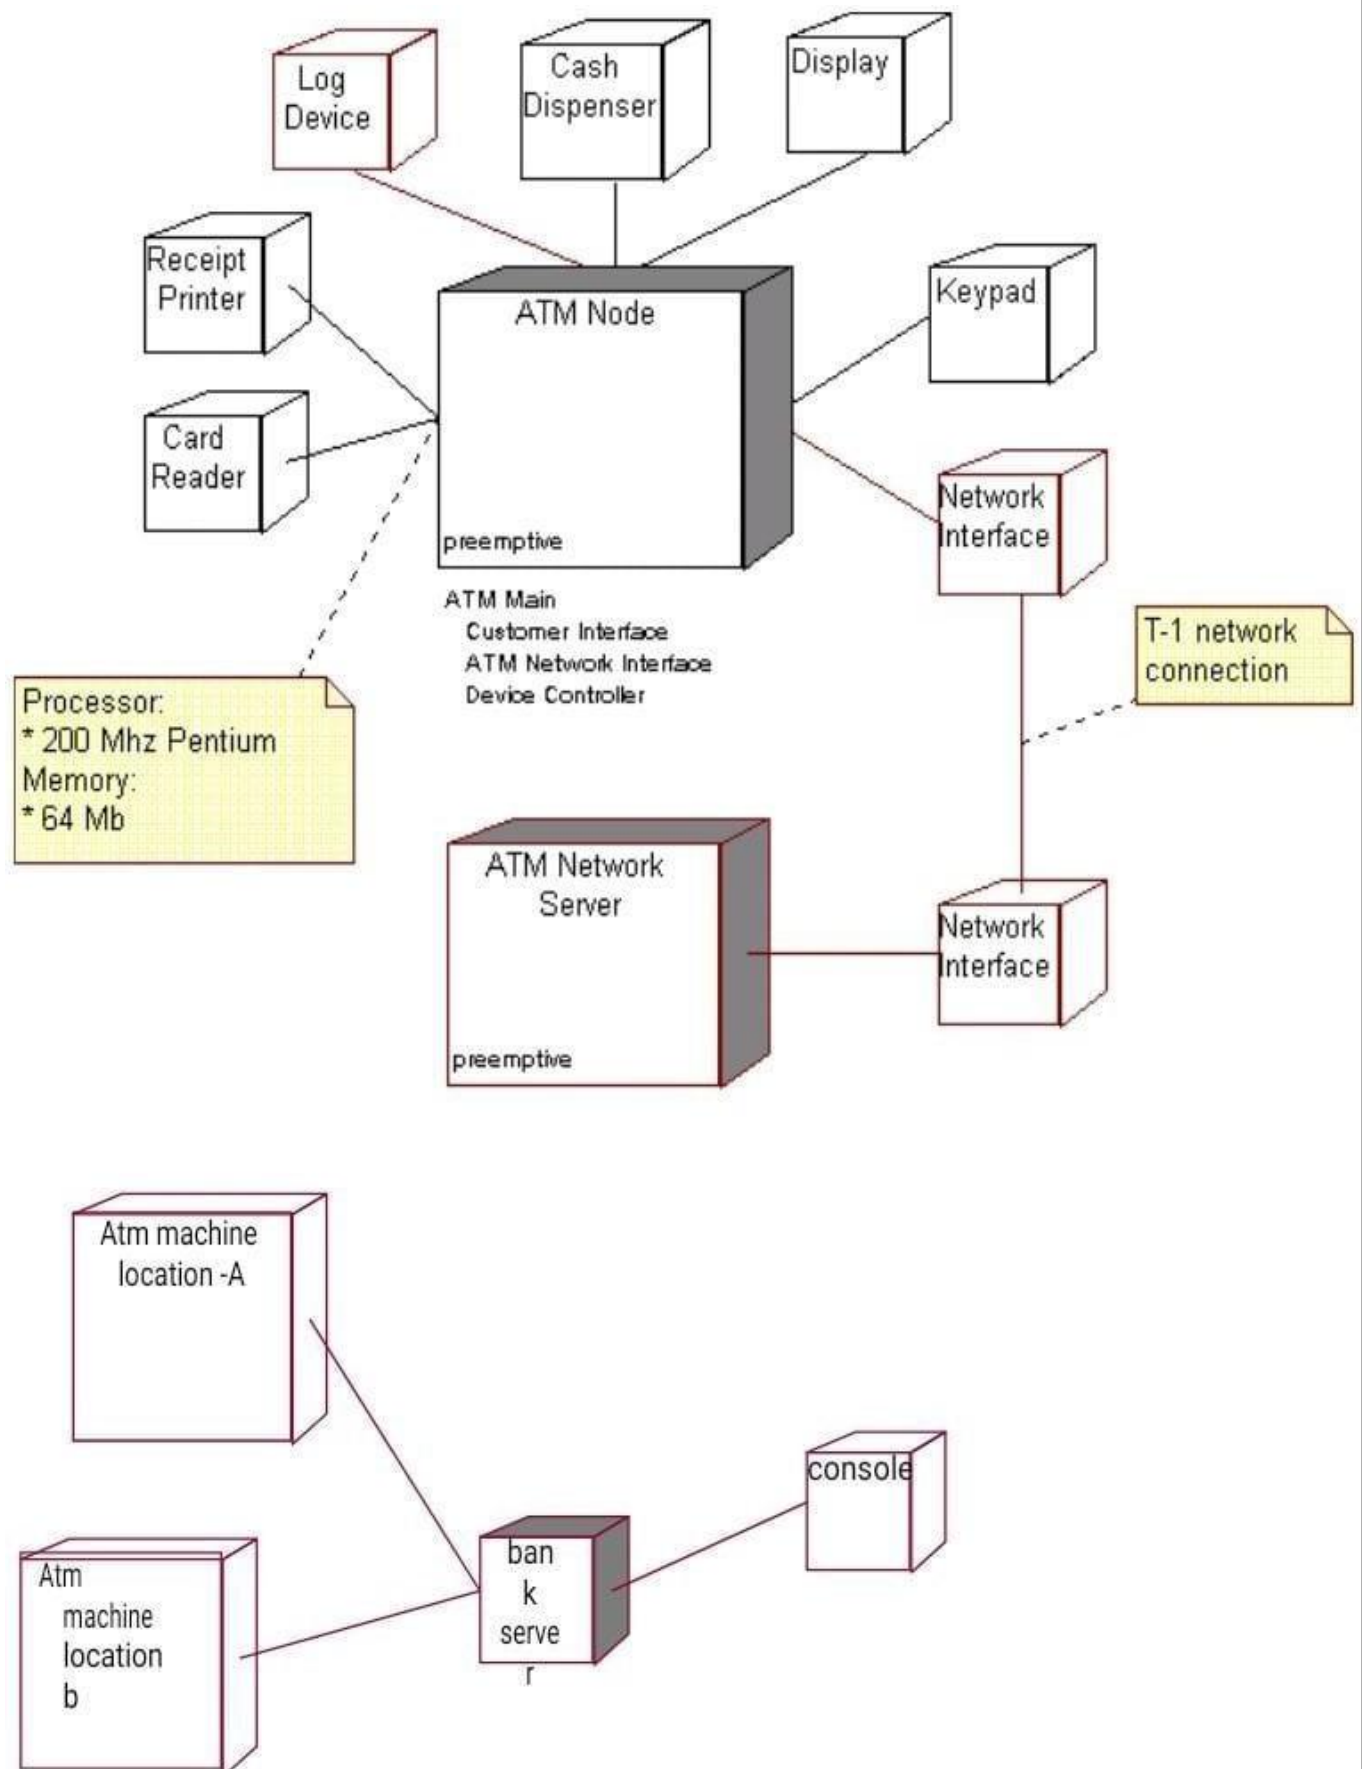 Log
Device
Cash
Dispenser
Display
Receipt
Printer
ATM Node
Keypad
Card
Reader
Network
Interface
preemptive
ATM Main
Customer Interface
ATM Network Interface
Device Controller
T-1 network
connection
Processor:
* 200 Mhz Pentium
Memory:
* 64 Mb
ATM Network
Server
Network
Interface
preemptive
Atm machine
location -A
console
ban
k
serve
r
Atm
machine
location
b